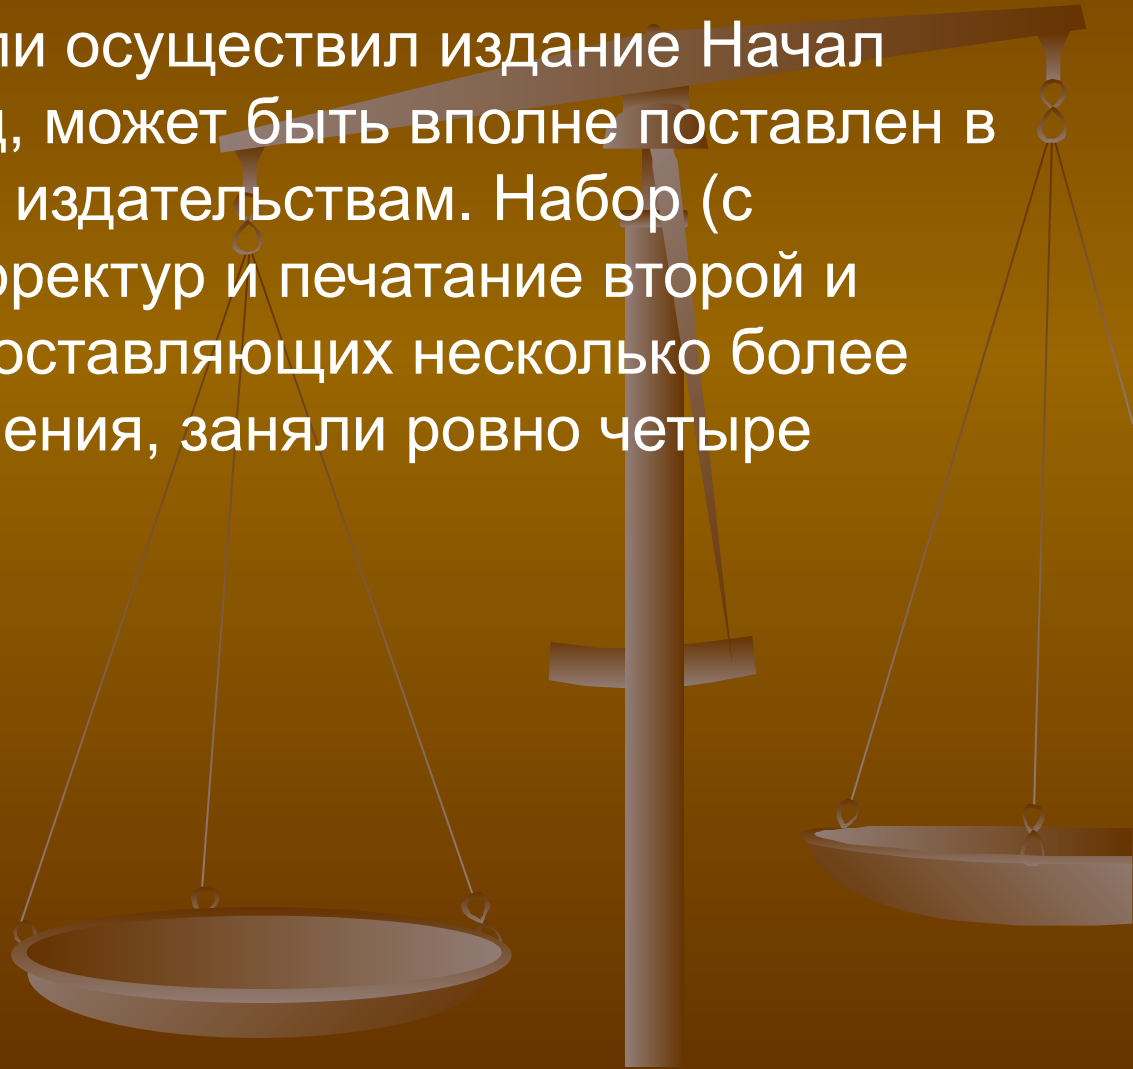 ли осуществил издание Начал
, может быть вполне поставлен в
издательствам. Набор (с
ректур и печатание второй и
оставляющих несколько более
ения, заняли ровно четыре